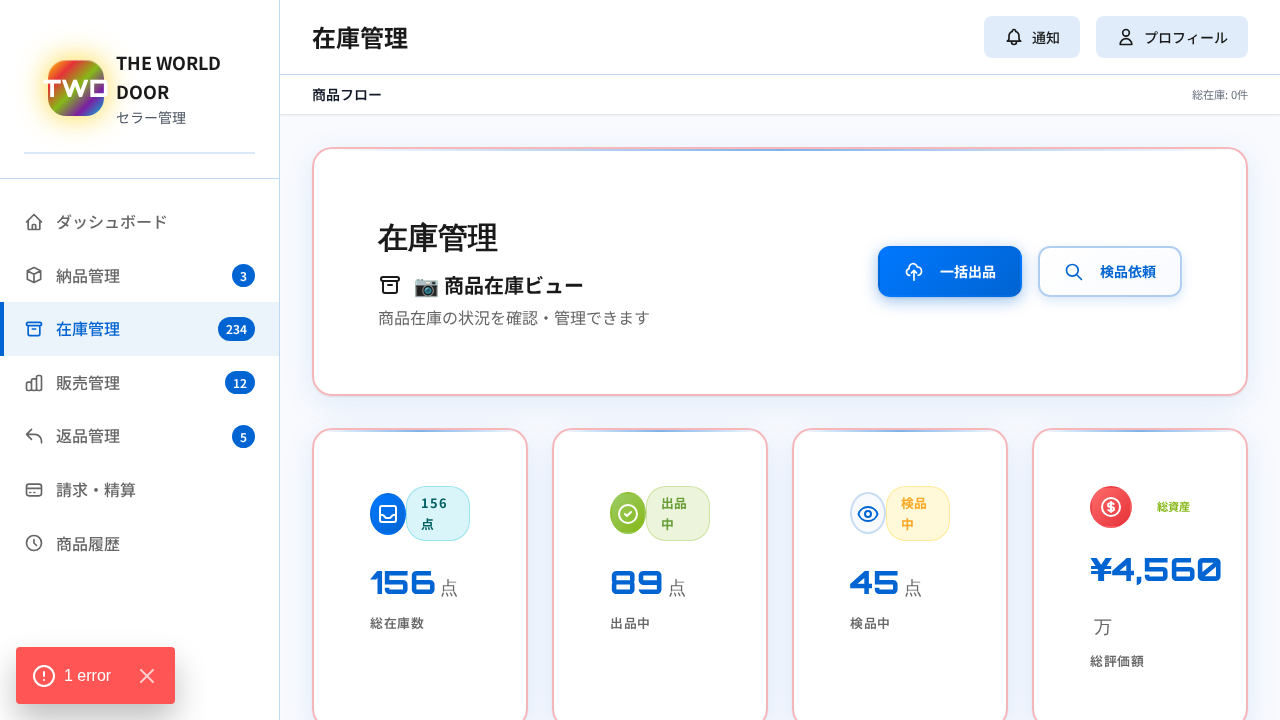 TWD
THE WORLD
DOOR
セラー管理
ダッシュボード
納品管理 3
在庫管理 234
販売管理 12
返品管理 5
請求・精算
商品履歴
1 error
在庫管理
通知
プロフィール
商品フロー
総在庫: 0件
在庫管理
📷 商品在庫ビュー
商品在庫の状況を確認・管理できます
一括出品
検品依頼
156
点
156 点
総在庫数
出品
中
89 点
出品中
検品
中
45 点
検品中
総資産
¥4,560
万
総評価額